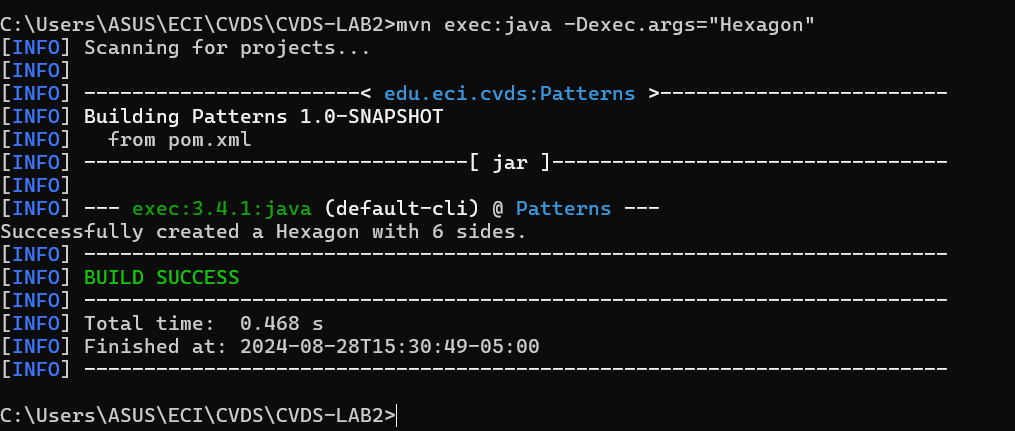 C:\Users\ASUS\ECI\CVDS\CVDS-LAB2>mvn exec:java -Dexec.args="Hexagon"
[INFO] Scanning for projects...
[INFO]
[INFO] -----------------------< edu.eci.cvds:Patterns >------------------------
[INFO] Building Patterns 1.0-SNAPSHOT
[INFO]   from pom.xml
[INFO] --------------------------------[ jar ]---------------------------------
[INFO]
[INFO] --- exec:3.4.1:java (default-cli) @ Patterns ---
Successfully created a Hexagon with 6 sides.
[INFO] ------------------------------------------------------------------------
[INFO] BUILD SUCCESS
[INFO] ------------------------------------------------------------------------
[INFO] Total time:  0.468 s
[INFO] Finished at: 2024-08-28T15:30:49-05:00
[INFO] ------------------------------------------------------------------------
C:\Users\ASUS\ECI\CVDS\CVDS-LAB2>